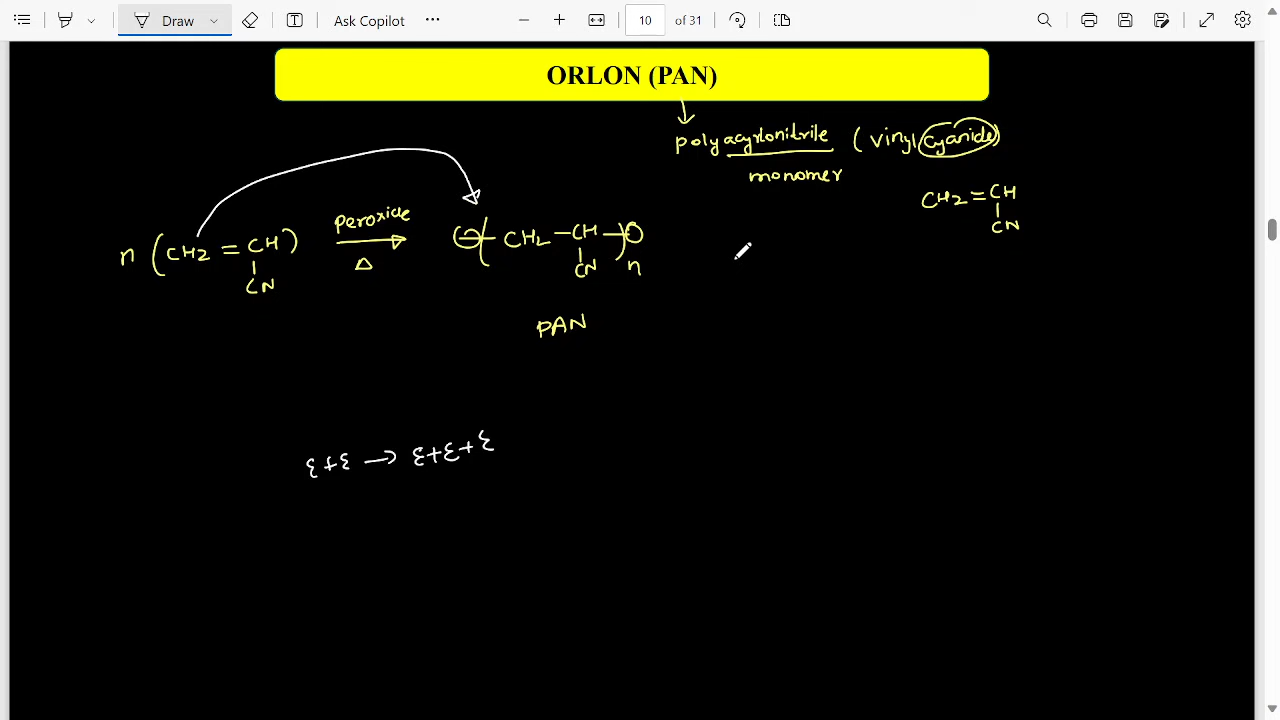 Draw
Ask Copilot
10 of 31
ORLON (PAN)
polyacrylonitrile (vinyl cyanide)
monomer
CH2=CH
CN
n (CH2 = CH)
CN
Peroxide
Δ
( CH2 – CH ) n
CN
PAN
ξ+ξ → ξ+ξ+ξ